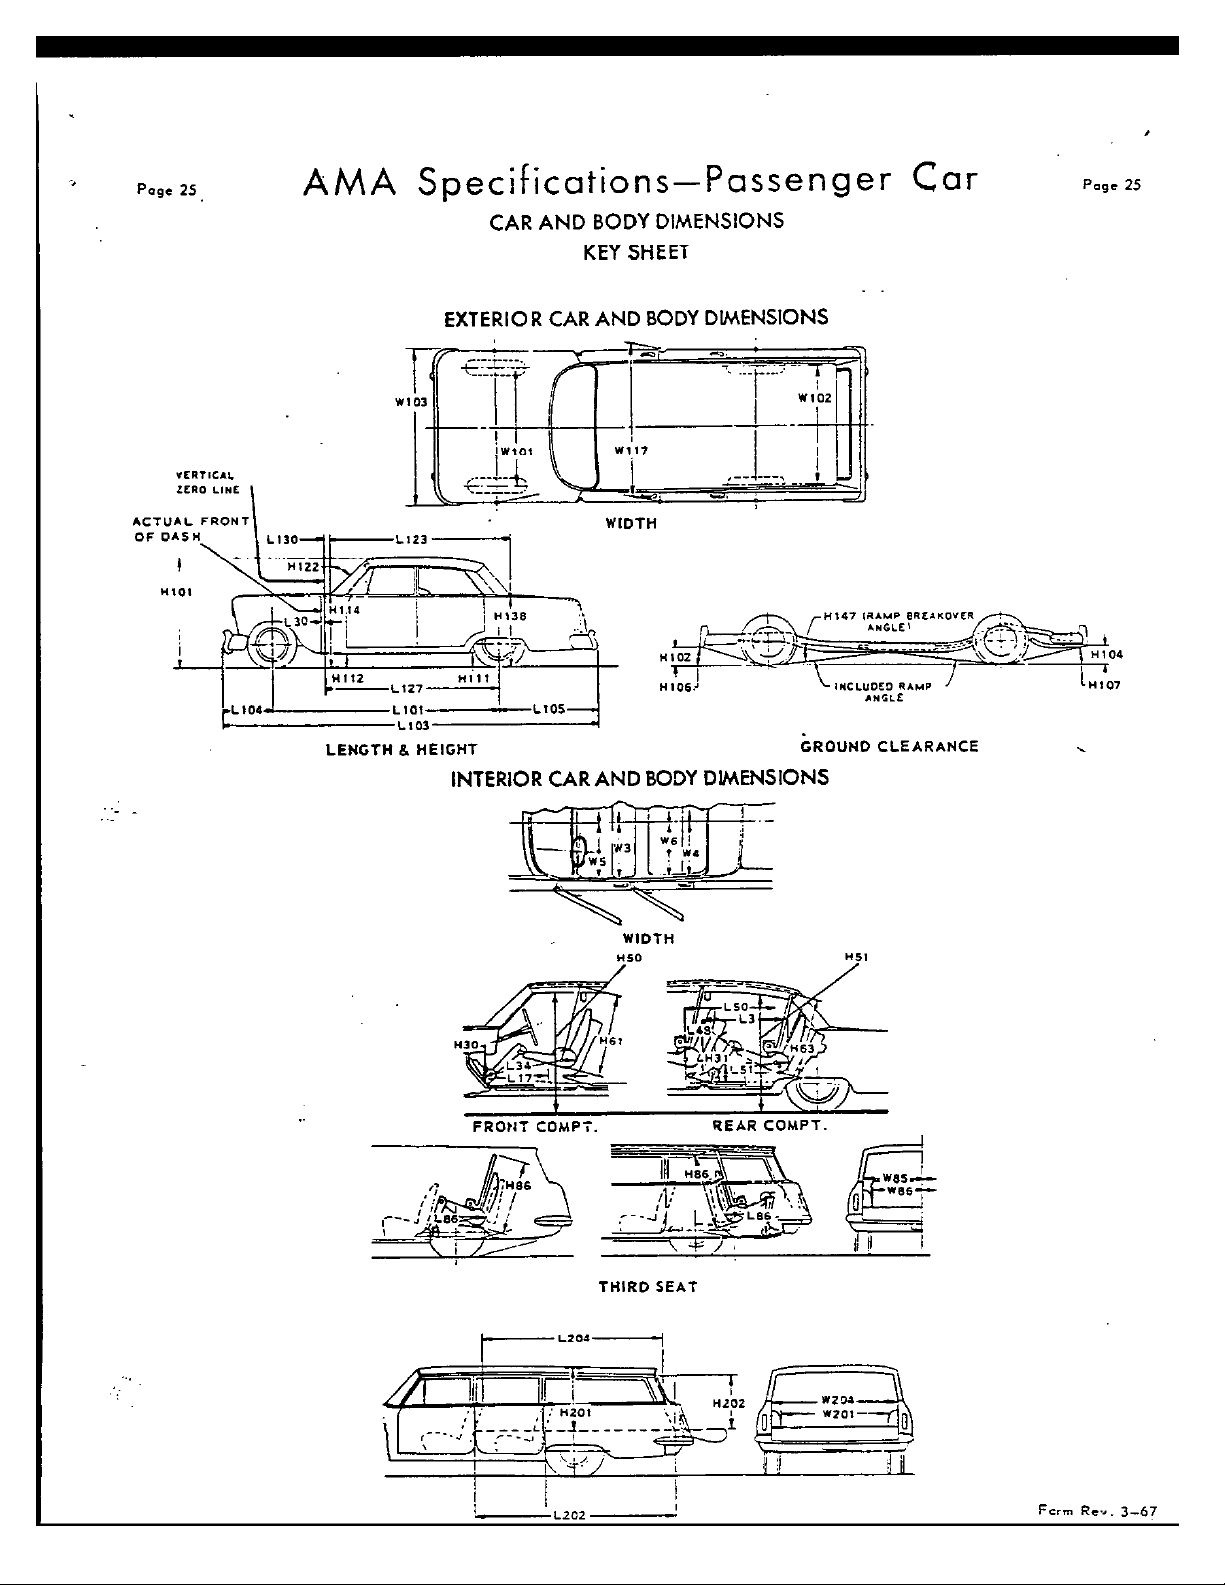 Page 25
AMA Specifications—Passenger Car
Page 25
CAR AND BODY DIMENSIONS
KEY SHEET
EXTERIOR CAR AND BODY DIMENSIONS
W103
W102
W101
W117
WIDTH
VERTICAL
ZERO LINE
ACTUAL FRONT
OF DASH
L130
L123
H122
H101
H114
L30
H138
H112
H111
L127
L104
L101
L105
L103
LENGTH & HEIGHT
H147 (RAMP BREAKOVER
ANGLE)
H102
H104
H106
INCLUDED RAMP
ANGLE
H107
GROUND CLEARANCE
INTERIOR CAR AND BODY DIMENSIONS
W5
W3
W6
W4
WIDTH
H50
H51
H30
H61
L34
L17
FRONT COMPT.
L50
L3
L48
H63
H31
L51
REAR COMPT.
H86
L86
H86
L86
W85
W86
THIRD SEAT
L204
H201
H202
W204
W201
L202
Form Rev. 3–67